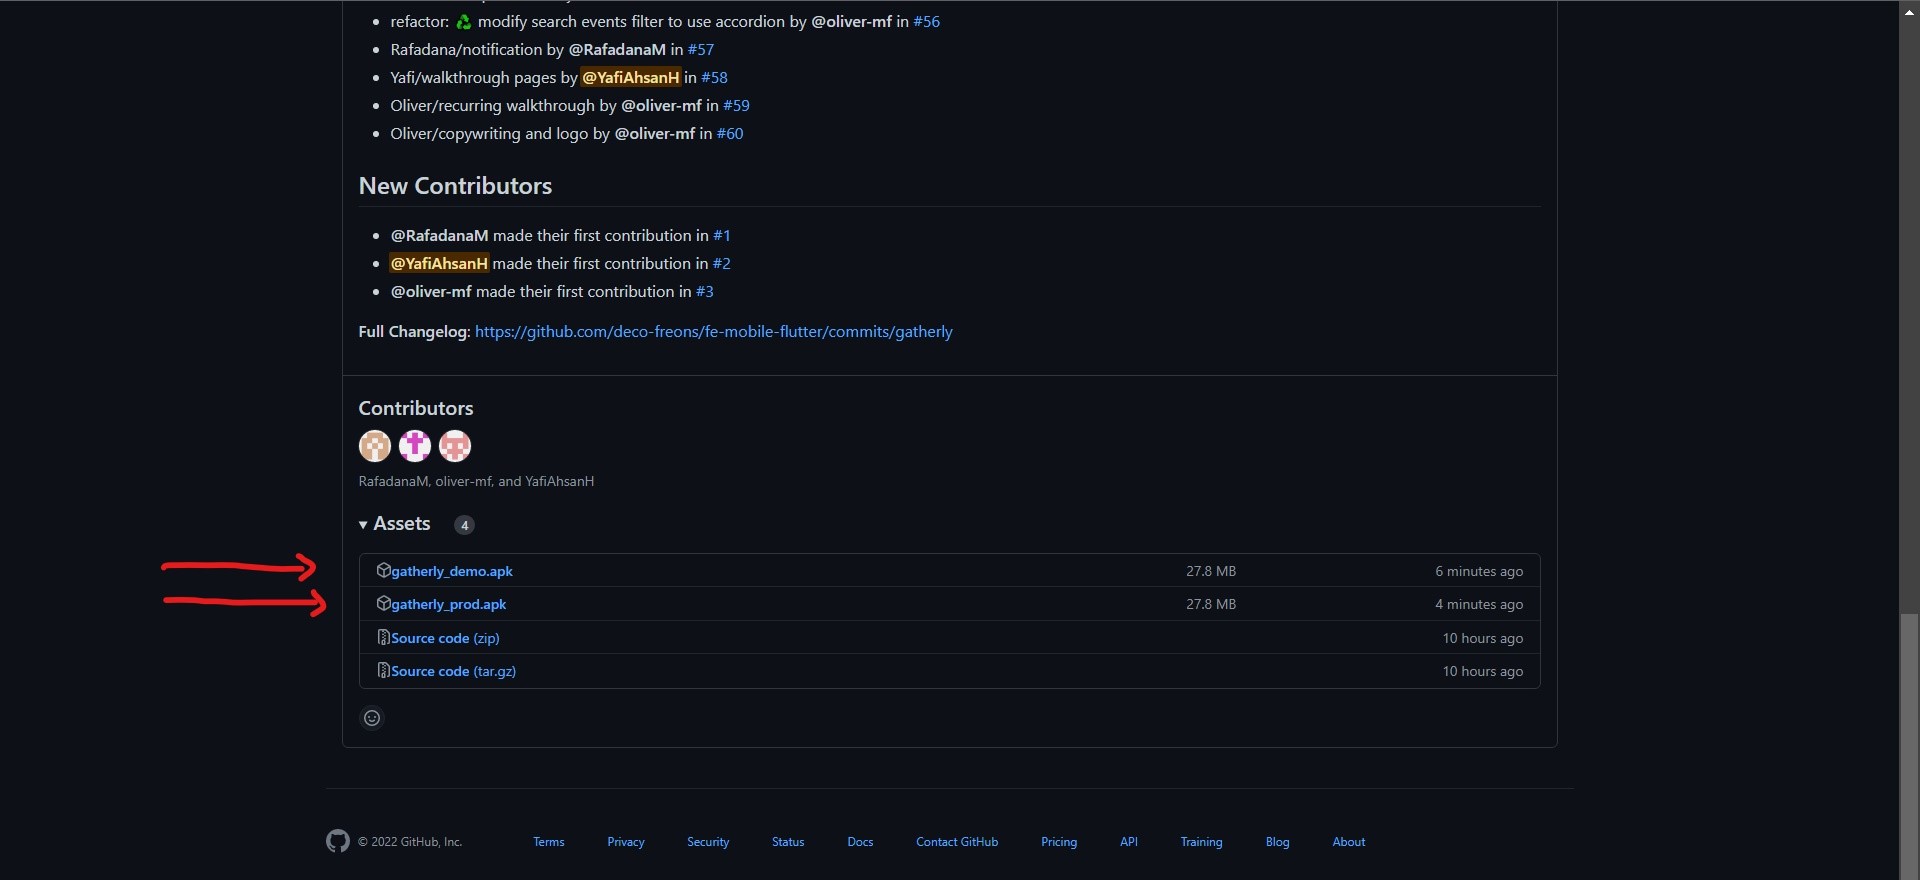 refactor: ♻ modify search events filter to use accordion by @oliver-mf in #56
Rafadana/notification by @RafadanaM in #57
Yafi/walkthrough pages by @YafiAhsanH in #58
Oliver/recurring walkthrough by @oliver-mf in #59
Oliver/copywriting and logo by @oliver-mf in #60
New Contributors
@RafadanaM made their first contribution in #1
@YafiAhsanH made their first contribution in #2
@oliver-mf made their first contribution in #3
Full Changelog: https://github.com/deco-freons/fe-mobile-flutter/commits/gatherly
Contributors
RafadanaM, oliver-mf, and YafiAhsanH
Assets 4
gatherly_demo.apk 27.8 MB 6 minutes ago
gatherly_prod.apk 27.8 MB 4 minutes ago
Source code (zip) 10 hours ago
Source code (tar.gz) 10 hours ago
© 2022 GitHub, Inc. Terms Privacy Security Status Docs Contact GitHub Pricing API Training Blog About